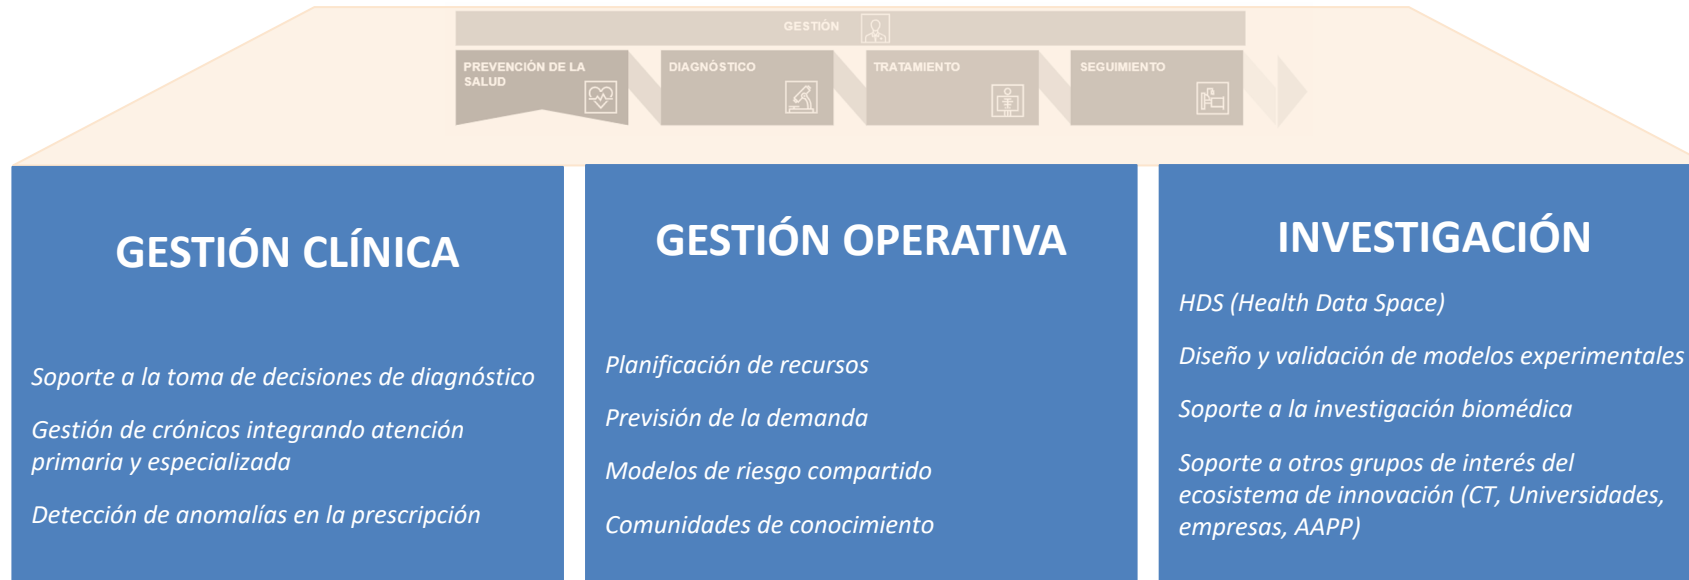 GESTIÓN
PREVENCIÓN DE LA
SALUD
DIAGNÓSTICO
TRATAMIENTO
SEGUIMIENTO
GESTIÓN CLÍNICA
Soporte a la toma de decisiones de diagnóstico
Gestión de crónicos integrando atención
primaria y especializada
Detección de anomalías en la prescripción
GESTIÓN OPERATIVA
Planificación de recursos
Previsión de la demanda
Modelos de riesgo compartido
Comunidades de conocimiento
INVESTIGACIÓN
HDS (Health Data Space)
Diseño y validación de modelos experimentales
Soporte a la investigación biomédica
Soporte a otros grupos de interés del
ecosistema de innovación (CT, Universidades,
empresas, AAPP)